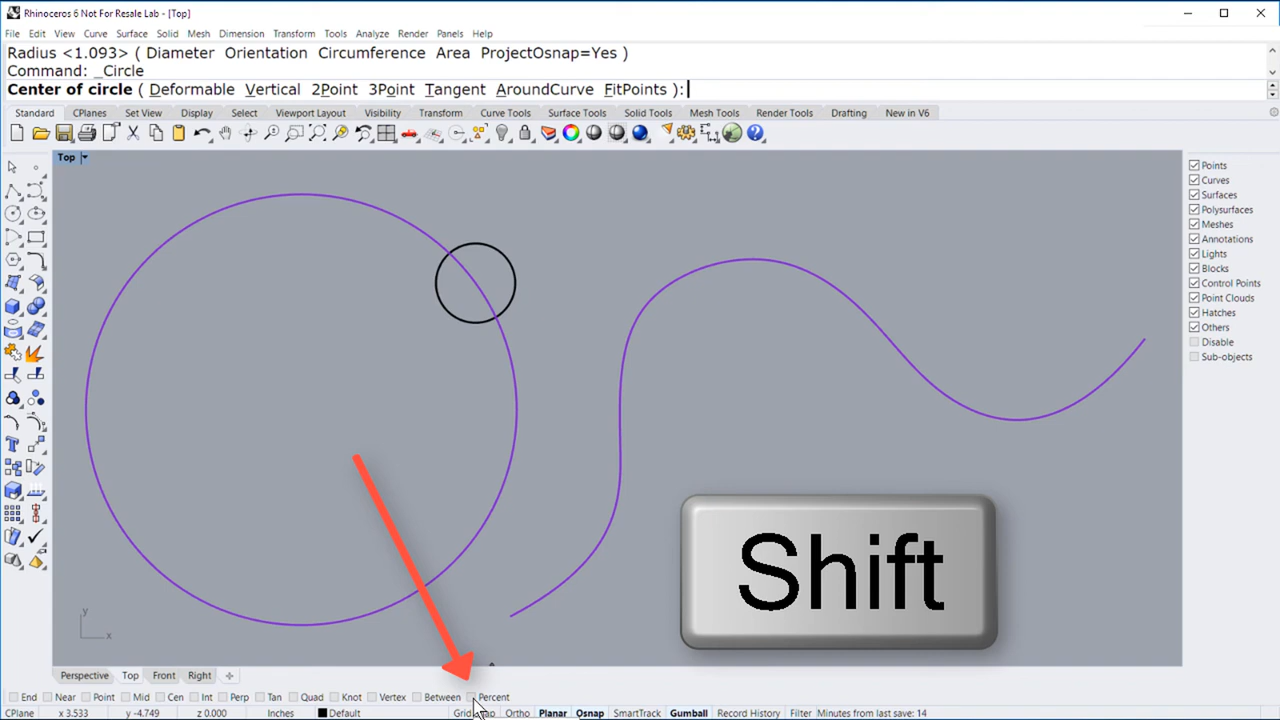 Rhinoceros 6 Not For Resale Lab - [Top]
File Edit View Curve Surface Solid Mesh Dimension Transform Tools Analyze Render Panels Help
Radius <1.093> ( Diameter Orientation Circumference Area ProjectOsnap=Yes )
Command: _Circle
Center of circle ( Deformable Vertical 2Point 3Point Tangent AroundCurve FitPoints ):
Standard CPlanes Set View Display Select Viewport Layout Visibility Transform Curve Tools Surface Tools Solid Tools Mesh Tools Render Tools Drafting New in V6
Top
Points
Curves
Surfaces
Polysurfaces
Meshes
Annotations
Lights
Blocks
Control Points
Point Clouds
Hatches
Others
Disable
Sub-objects
Shift
y
x
Perspective Top Front Right
End Near Point Mid Cen Int Perp Tan Quad Knot Vertex Between Percent
CPlane x 3.533 y -4.749 z 0.000 Inches Default Ortho Planar Osnap SmartTrack Gumball Record History Filter Minutes from last save: 14